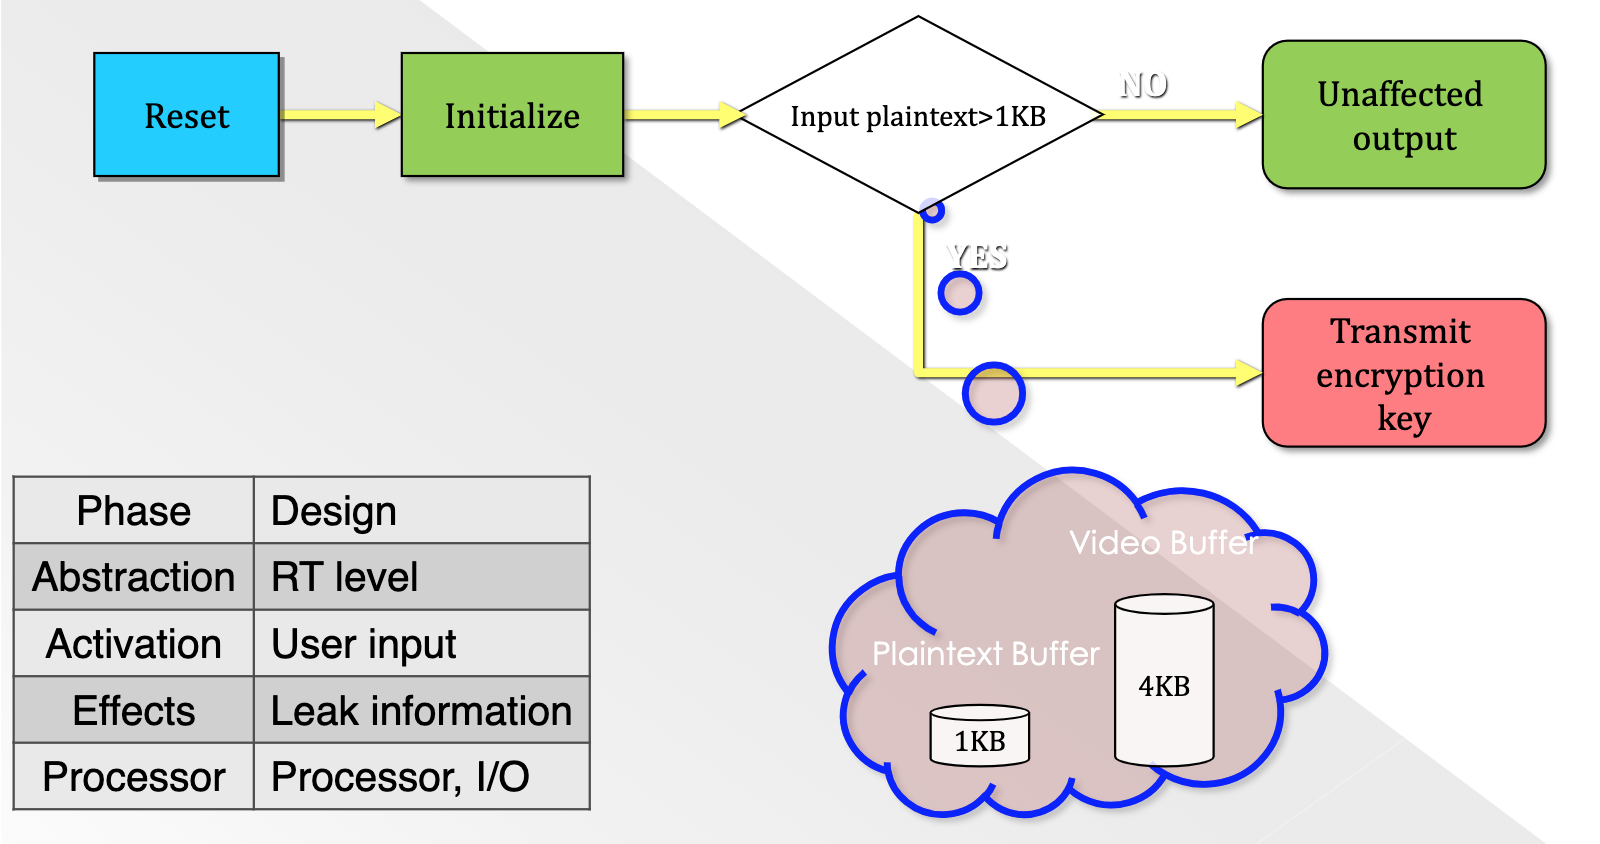 Reset
Initialize
Input plaintext>1KB
NO
Unaffected
output
YES
Transmit
encryption
key
Phase Design
Abstraction RT level
Activation User input
Effects Leak information
Processor Processor, I/O
Video Buffer
Plaintext Buffer
4KB
1KB